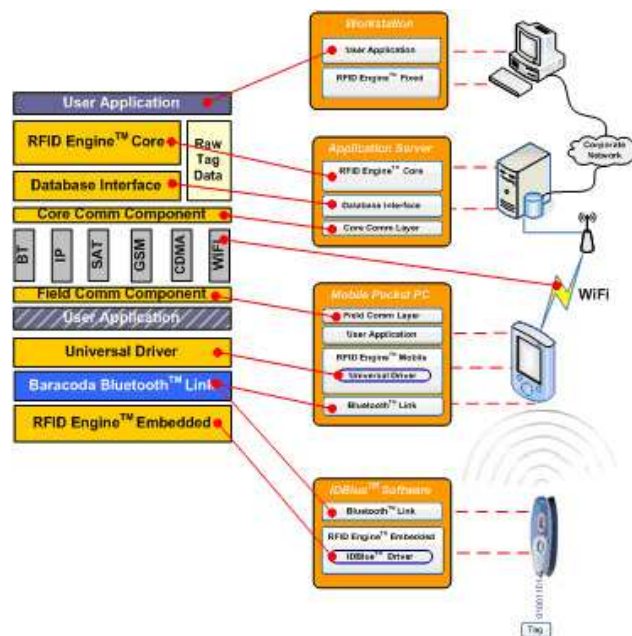 User Application
RFID Engine™ Core
Raw
Tag
Data
Database Interface
Core Comm Component
BT
IP
SAT
GSM
CDMA
WiFi
Field Comm Component
User Application
Universal Driver
Baracoda Bluetooth™ Link
RFID Engine™ Embedded
Workstation
User Application
RFID Engine™ Fixed
Application Server
RFID Engine™ Core
Database Interface
Core Comm Layer
Corporate
Network
WiFi
Mobile Pocket PC
Field Comm Layer
User Application
RFID Engine™ Mobile
Universal Driver
Bluetooth™ Link
IDBlue™ Software
Bluetooth™ Link
RFID Engine™ Embedded
IDBlue™ Driver
Tag